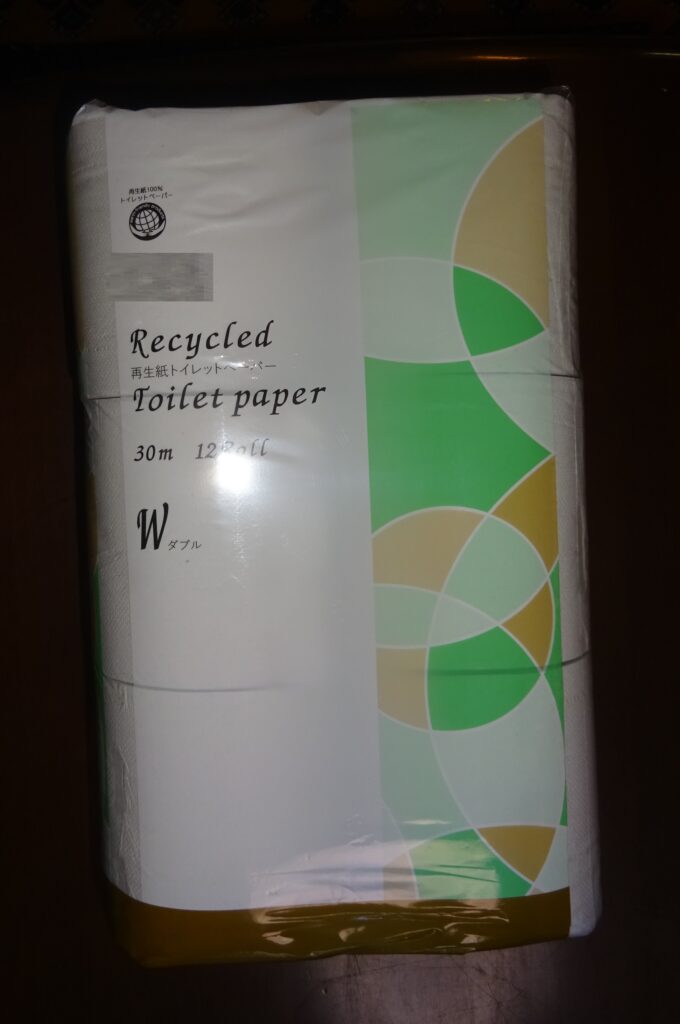 再生紙100%
トイレットペーパー
Recycled
再生紙トイレットペーパー
Toilet paper
30m 12Roll
W ダブル